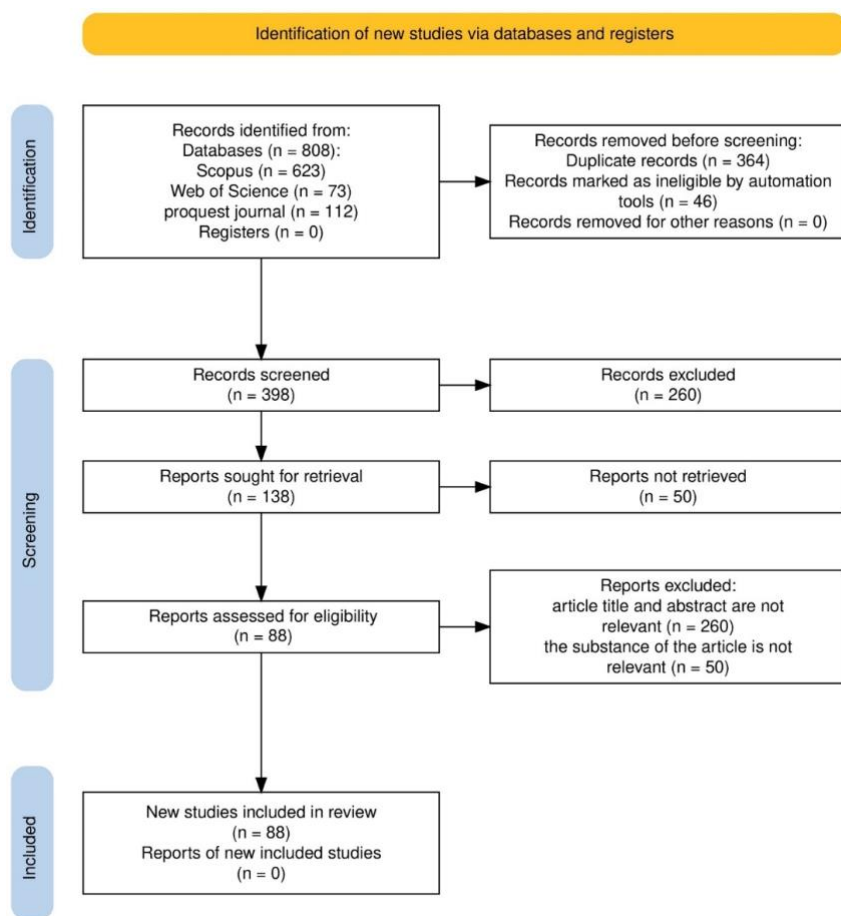 Identification of new studies via databases and registers
Identification
Records identified from:
Databases (n = 808):
Scopus (n = 623)
Web of Science (n = 73)
proquest journal (n = 112)
Registers (n = 0)
Records removed before screening:
Duplicate records (n = 364)
Records marked as ineligible by automation
tools (n = 46)
Records removed for other reasons (n = 0)
Screening
Records screened
(n = 398)
Records excluded
(n = 260)
Reports sought for retrieval
(n = 138)
Reports not retrieved
(n = 50)
Reports assessed for eligibility
(n = 88)
Reports excluded:
article title and abstract are not
relevant (n = 260)
the substance of the article is not
relevant (n = 50)
Included
New studies included in review
(n = 88)
Reports of new included studies
(n = 0)